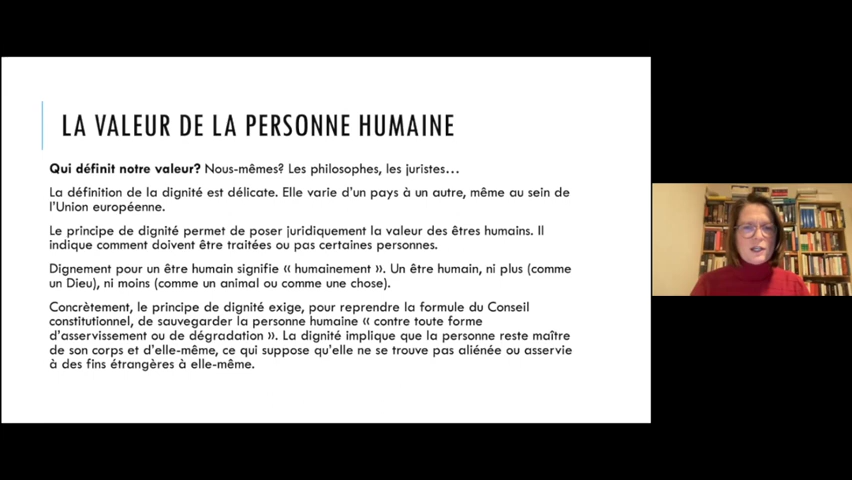 LA VALEUR DE LA PERSONNE HUMAINE
Qui définit notre valeur? Nous-mêmes? Les philosophes, les juristes…
La définition de la dignité est délicate. Elle varie d'un pays à un autre, même au sein de
l'Union européenne.
Le principe de dignité permet de poser juridiquement la valeur des êtres humains. Il
indique comment doivent être traitées ou pas certaines personnes.
Dignement pour un être humain signifie « humainement ». Un être humain, ni plus (comme
un Dieu), ni moins (comme un animal ou comme une chose).
Concrètement, le principe de dignité exige, pour reprendre la formule du Conseil
constitutionnel, de sauvegarder la personne humaine « contre toute forme
d'asservissement ou de dégradation ». La dignité implique que la personne reste maître
de son corps et d'elle-même, ce qui suppose qu'elle ne se trouve pas aliénée ou asservie
à des fins étrangères à elle-même.